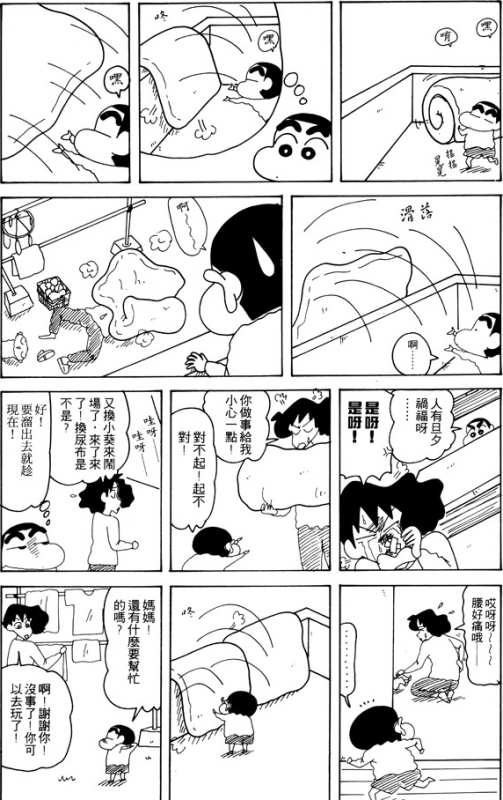 嘿
唷
搖搖
晃晃
咚
嘿
嘿
滑落
啊…
啊…
人有旦夕
禍福呀
……
是呀！
是呀！
你做事給我
小心一點！
對不起！起不
對！
哇呀…
哇呀…
又換小葵來鬧
場了，來了來
了！換尿布是
不是？
好！
要溜出去就趁
現在！
哎呀呀~~
腰好痛哦…
……
咚
媽媽！
還有什麼要幫忙
的嗎？
啊！謝謝你！
沒事了！你可
以去玩了！